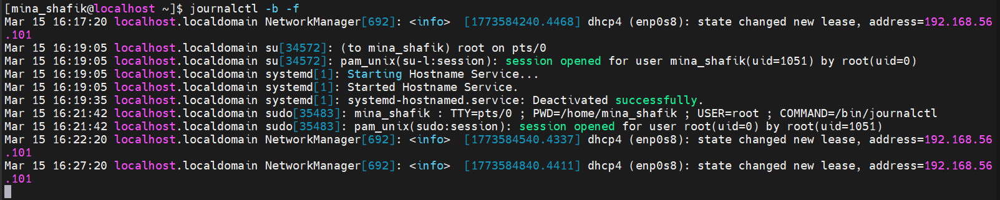 [mina_shafik@localhost ~]$ journalctl -b -f
Mar 15 16:17:20 localhost.localdomain NetworkManager[692]: <info>  [1773584240.4468] dhcp4 (enp0s8): state changed new lease, address=192.168.56
.101
Mar 15 16:19:05 localhost.localdomain su[34572]: (to mina_shafik) root on pts/0
Mar 15 16:19:05 localhost.localdomain su[34572]: pam_unix(su-l:session): session opened for user mina_shafik(uid=1051) by root(uid=0)
Mar 15 16:19:05 localhost.localdomain systemd[1]: Starting Hostname Service...
Mar 15 16:19:05 localhost.localdomain systemd[1]: Started Hostname Service.
Mar 15 16:19:35 localhost.localdomain systemd[1]: systemd-hostnamed.service: Deactivated successfully.
Mar 15 16:21:42 localhost.localdomain sudo[35483]: mina_shafik : TTY=pts/0 ; PWD=/home/mina_shafik ; USER=root ; COMMAND=/bin/journalctl
Mar 15 16:21:42 localhost.localdomain sudo[35483]: pam_unix(sudo:session): session opened for user root(uid=0) by root(uid=1051)
Mar 15 16:22:20 localhost.localdomain NetworkManager[692]: <info>  [1773584540.4337] dhcp4 (enp0s8): state changed new lease, address=192.168.56
.101
Mar 15 16:27:20 localhost.localdomain NetworkManager[692]: <info>  [1773584840.4411] dhcp4 (enp0s8): state changed new lease, address=192.168.56
.101